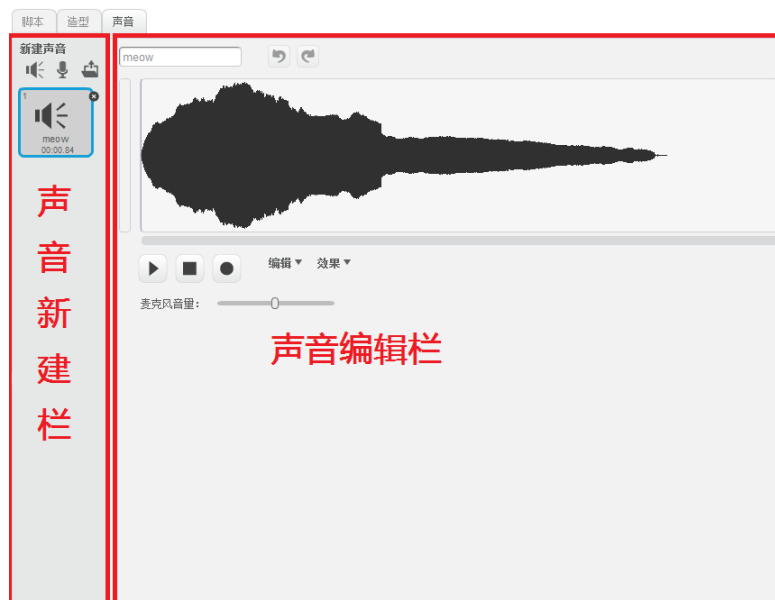 脚本 造型 声音
新建声音
1
meow
00:00.84
声
音
新
建
栏
meow
编辑 效果
麦克风音量：
声音编辑栏